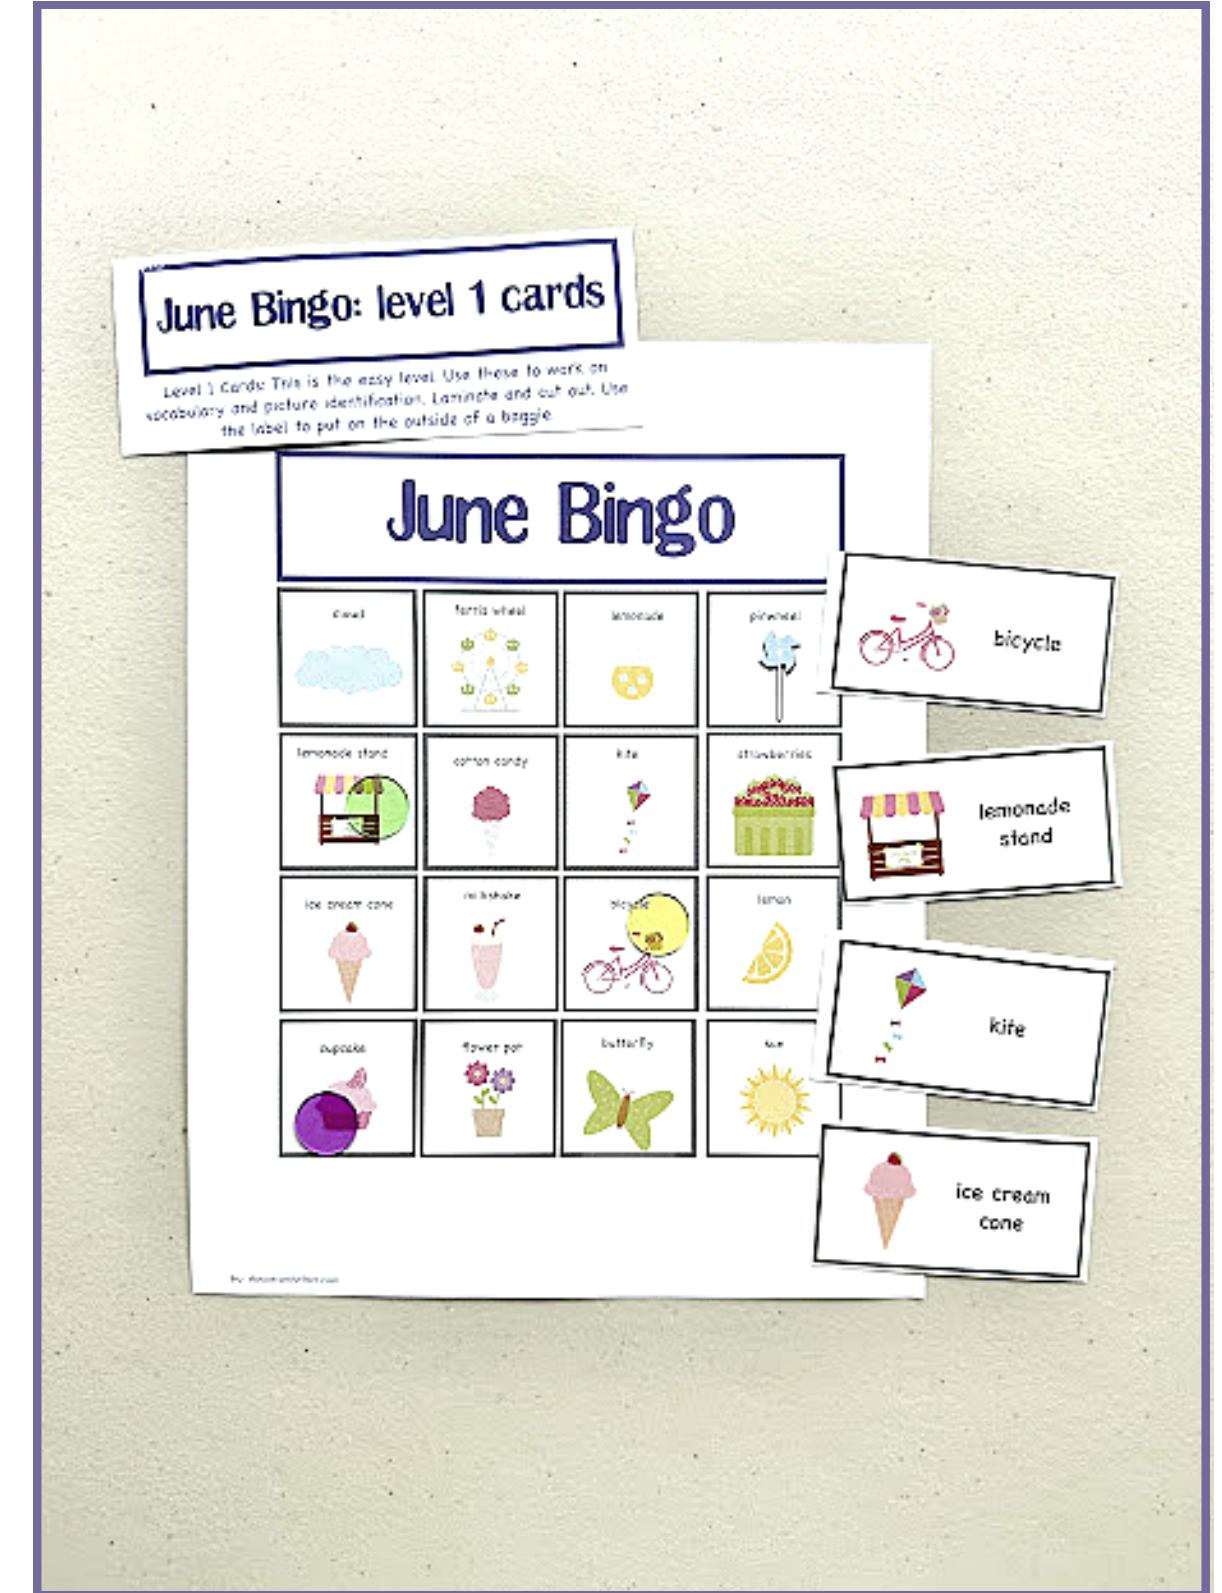 June Bingo: level 1 cards
Level 1 Cards: This is the easy level. Use these to work on
vocabulary and picture identification. Laminate and cut out. Use
the label to put on the outside of a baggie.
June Bingo
cloud
ferris wheel
lemonade
pinwheel
lemonade stand
cotton candy
kite
strawberries
ice cream cone
milkshake
bicycle
lemon
cupcake
flower pot
butterfly
sun
bicycle
lemonade
stand
kite
ice cream
cone